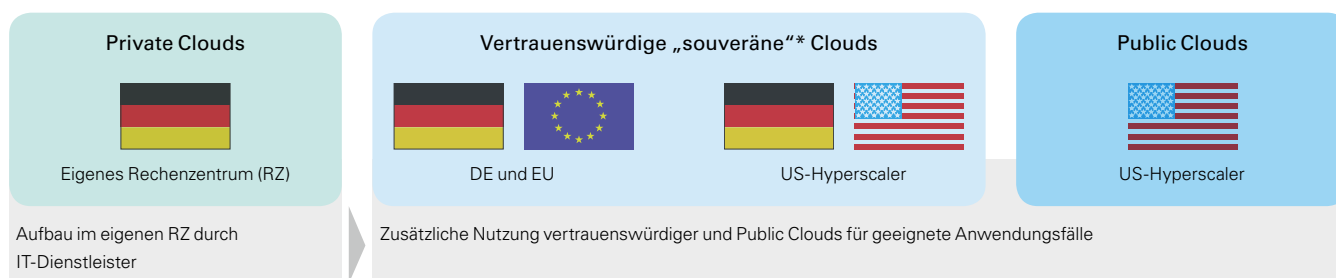 Private Clouds
Eigenes Rechenzentrum (RZ)
Vertrauenswürdige „souveräne“* Clouds
DE und EU
US-Hyperscaler
Public Clouds
US-Hyperscaler
Aufbau im eigenen RZ durch
IT-Dienstleister
Zusätzliche Nutzung vertrauenswürdiger und Public Clouds für geeignete Anwendungsfälle